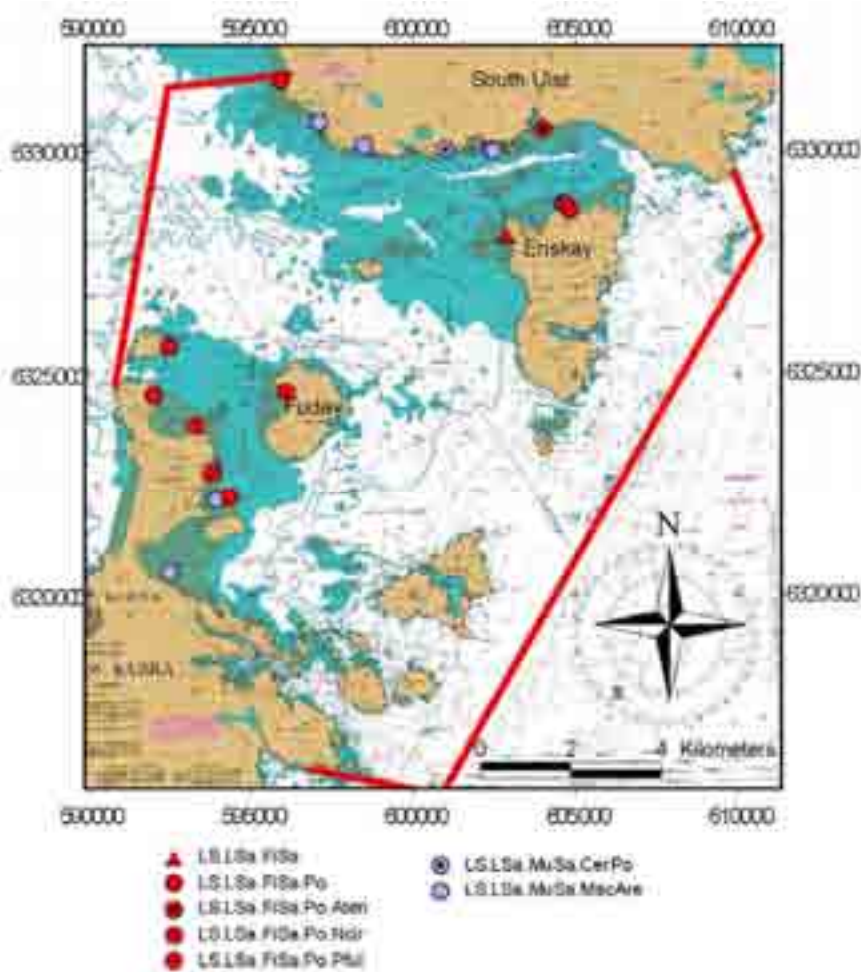 590000 595000 600000 605000 610000
South Uist
6330000 6330000
Eriskay
6325000 6325000
Fuday
N
6320000 6320000
0 2 4 Kilometers
590000 595000 600000 605000 610000
LS.LSa.FiSa
LS.LSa.FiSa.Po
LS.LSa.FiSa.Po.Aten
LS.LSa.FiSa.Po.Ncir
LS.LSa.FiSa.Po.Pful
LS.LSa.MuSa.CerPo
LS.LSa.MuSa.MacAre